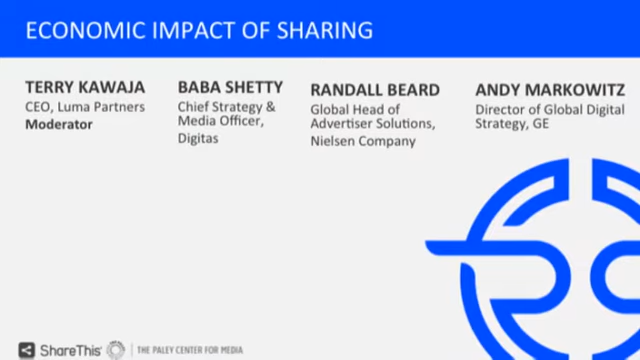 ECONOMIC IMPACT OF SHARING
TERRY KAWAJA
CEO, Luma Partners
Moderator
BABA SHETTY
Chief Strategy &
Media Officer,
Digitas
RANDALL BEARD
Global Head of
Advertiser Solutions,
Nielsen Company
ANDY MARKOWITZ
Director of Global Digital
Strategy, GE
ShareThis
THE PALEY CENTER FOR MEDIA